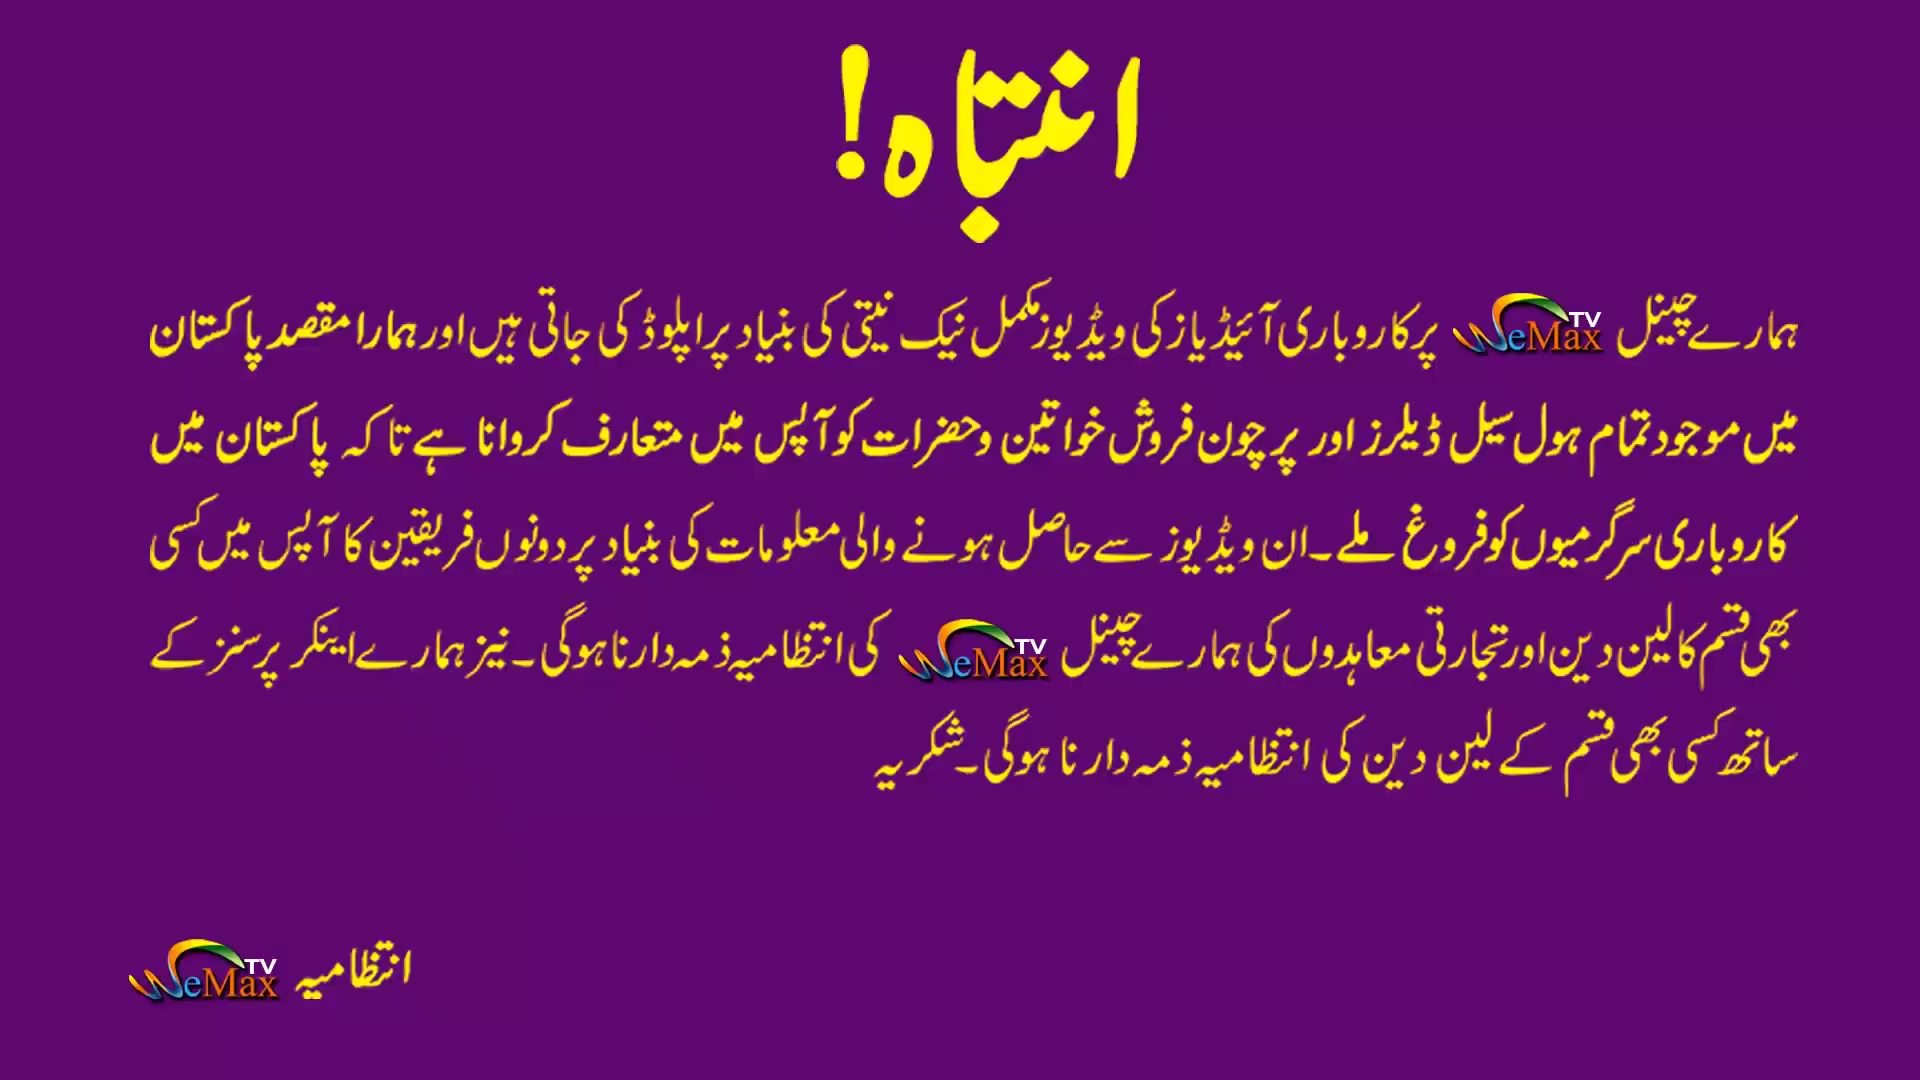 انتباہ!
ہمارے چینل WeMax TV پر کاروباری آئیڈیاز کی ویڈیوز مکمل نیک نیتی کی بنیاد پر اپلوڈ کی جاتی ہیں اور ہمارا مقصد پاکستان
میں موجود تمام ہول سیل ڈیلرز اور پرچون فروش خواتین و حضرات کو آپس میں متعارف کروانا ہے تاکہ پاکستان میں
کاروباری سرگرمیوں کو فروغ ملے۔ ان ویڈیوز سے حاصل ہونے والی معلومات کی بنیاد پر دونوں فریقین کا آپس میں کسی
بھی قسم کا لین دین اور تجارتی معاہدوں کی ہمارے چینل WeMax TV کی انتظامیہ ذمہ دار نا ہوگی۔ نیز ہمارے اینکر پرسنز کے
ساتھ کسی بھی قسم کے لین دین کی انتظامیہ ذمہ دار نا ہوگی۔ شکریہ
انتظامیہ WeMax TV